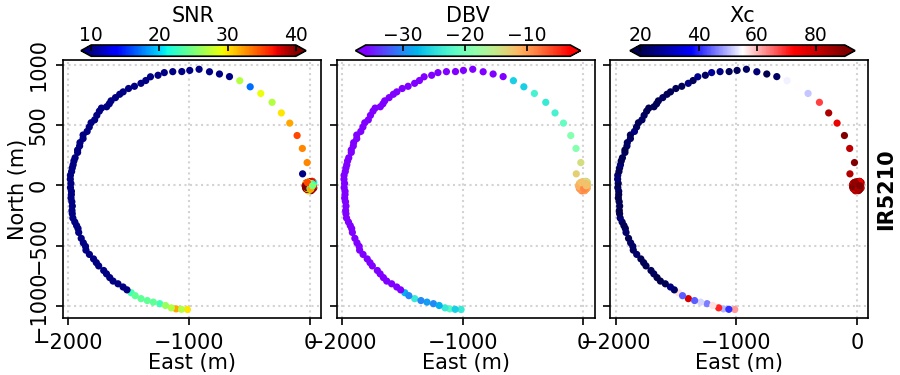 SNR DBV Xc
10 20 30 40 −30 −20 −10 20 40 60 80
1000
500
0
−500
−1000
North (m)
−2000 −1000 0 −2000 −1000 0 −2000 −1000 0
East (m) East (m) East (m)
IR5210